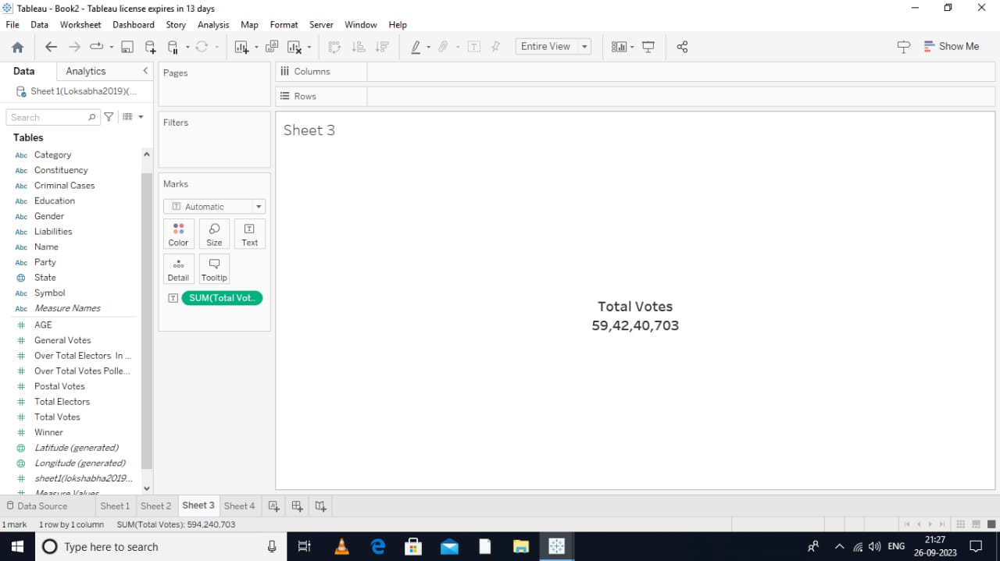 Tableau - Book2 - Tableau license expires in 13 days
File Data Worksheet Dashboard Story Analysis Map Format Server Window Help
Entire View
Show Me
Data Analytics
Sheet 1(Loksabha2019)(...
Search
Tables
Abc Category
Abc Constituency
Abc Criminal Cases
Abc Education
Abc Gender
Abc Liabilities
Abc Name
Abc Party
State
Abc Symbol
Abc Measure Names
# AGE
# General Votes
# Over Total Electors In ...
# Over Total Votes Polle...
# Postal Votes
# Total Electors
# Total Votes
# Winner
Latitude (generated)
Longitude (generated)
# sheet1(lokshabha2019...
# Measure Values
Pages
Filters
Marks
T Automatic
Color Size Text
Detail Tooltip
T SUM(Total Vot..
Columns
Rows
Sheet 3
Total Votes
59,42,40,703
Data Source Sheet 1 Sheet 2 Sheet 3 Sheet 4
1 mark 1 row by 1 column SUM(Total Votes): 594,240,703
Type here to search
ENG
21:27
26-09-2023